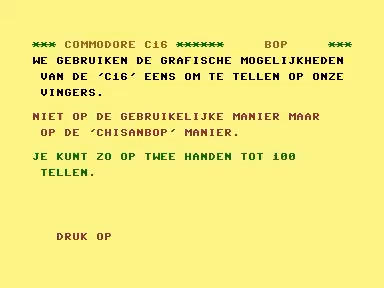 *** COMMODORE C16 ****** BOP ***
WE GEBRUIKEN DE GRAFISCHE MOGELIJKHEDEN
VAN DE 'C16' EENS OM TE TELLEN OP ONZE
VINGERS.
NIET OP DE GEBRUIKELIJKE MANIER MAAR
OP DE 'CHISANBOP' MANIER.
JE KUNT ZO OP TWEE HANDEN TOT 100
TELLEN.
DRUK OP